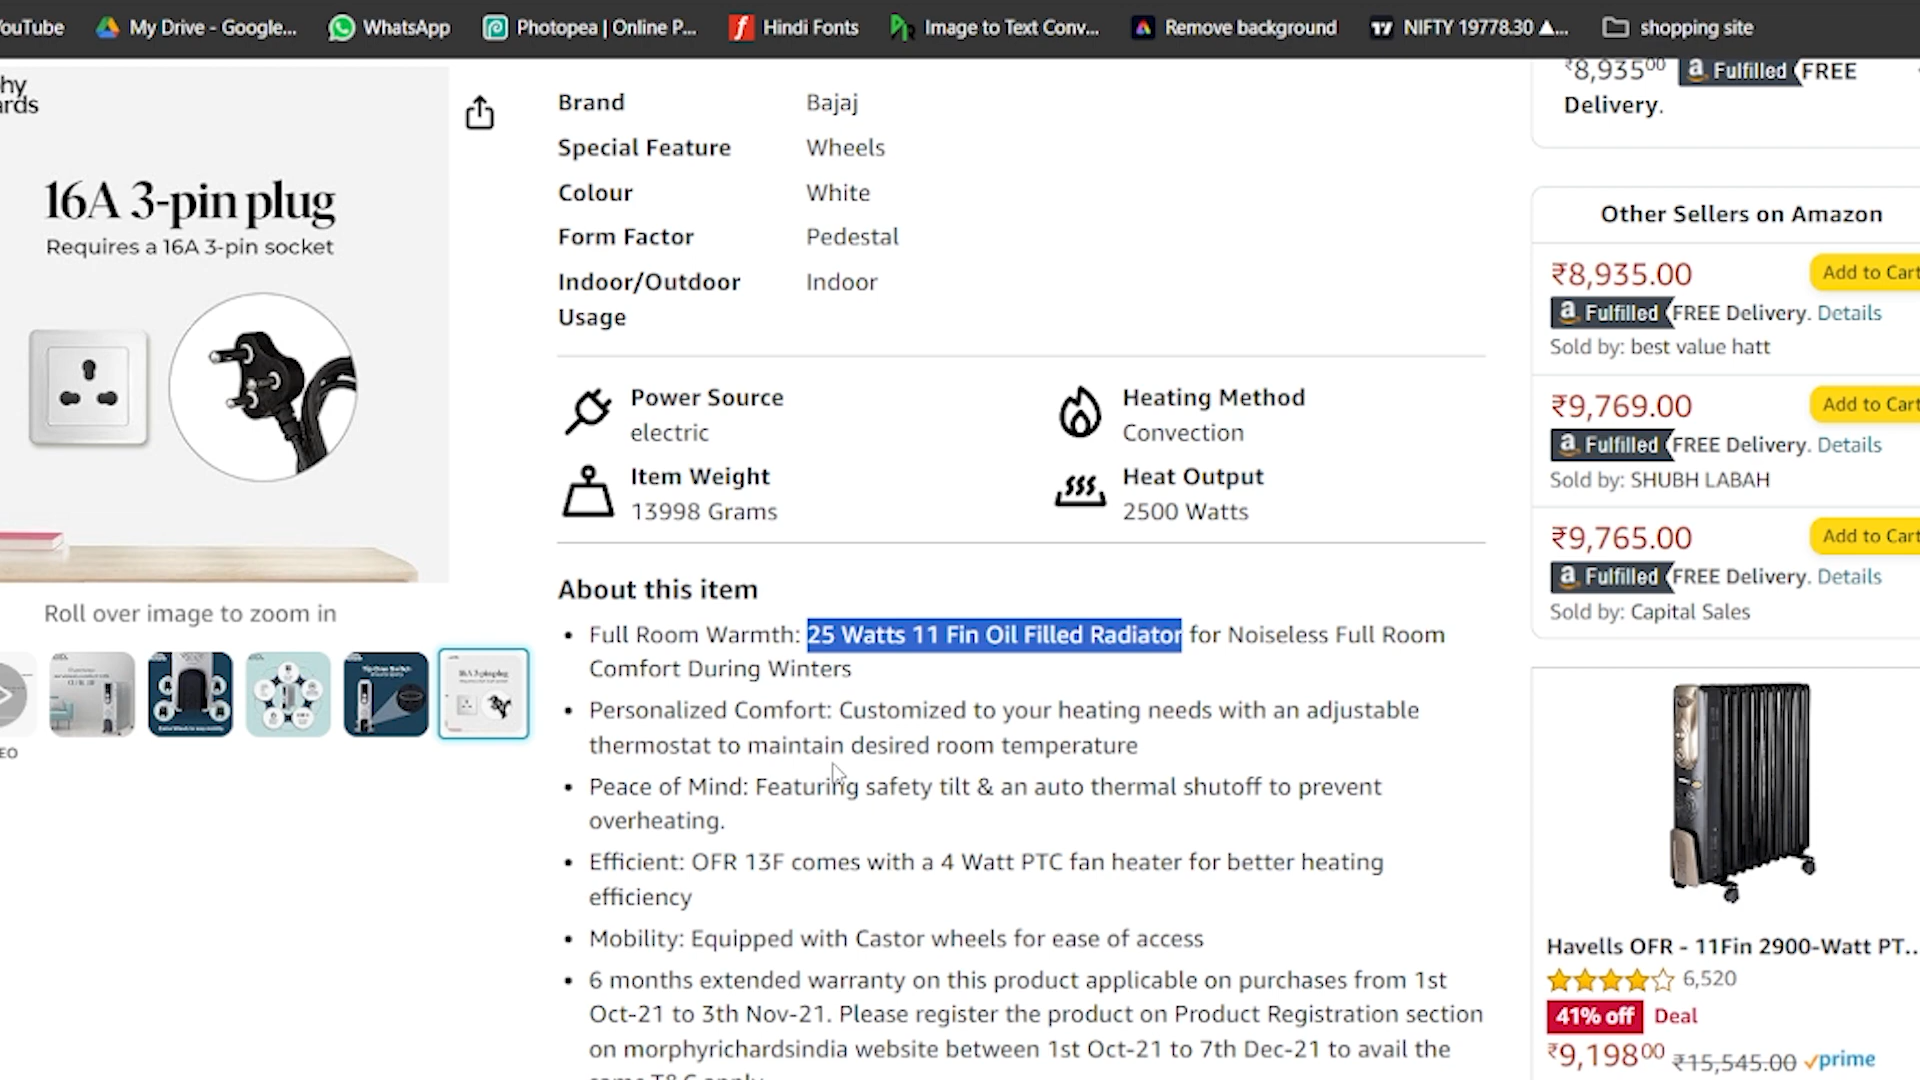 YouTube
My Drive - Google...
WhatsApp
Photopea | Online P...
Hindi Fonts
Image to Text Conv...
Remove background
NIFTY 19778.30 ▲...
shopping site
hy
rds
16A 3-pin plug
Requires a 16A 3-pin socket
Roll over image to zoom in
EO
Brand Bajaj
Special Feature Wheels
Colour White
Form Factor Pedestal
Indoor/Outdoor Indoor
Usage
Power Source
electric
Heating Method
Convection
Item Weight
13998 Grams
Heat Output
2500 Watts
About this item
• Full Room Warmth: 25 Watts 11 Fin Oil Filled Radiator for Noiseless Full Room
Comfort During Winters
• Personalized Comfort: Customized to your heating needs with an adjustable
thermostat to maintain desired room temperature
• Peace of Mind: Featuring safety tilt & an auto thermal shutoff to prevent
overheating.
• Efficient: OFR 13F comes with a 4 Watt PTC fan heater for better heating
efficiency
• Mobility: Equipped with Castor wheels for ease of access
• 6 months extended warranty on this product applicable on purchases from 1st
Oct-21 to 3th Nov-21. Please register the product on Product Registration section
on morphyrichardsindia website between 1st Oct-21 to 7th Dec-21 to avail the
same T&C apply
₹8,935.00 a Fulfilled FREE
Delivery.
Other Sellers on Amazon
₹8,935.00 Add to Cart
a Fulfilled FREE Delivery. Details
Sold by: best value hatt
₹9,769.00 Add to Cart
a Fulfilled FREE Delivery. Details
Sold by: SHUBH LABAH
₹9,765.00 Add to Cart
a Fulfilled FREE Delivery. Details
Sold by: Capital Sales
Havells OFR - 11Fin 2900-Watt PT...
6,520
41% off Deal
₹9,198.00 ₹15,545.00 prime